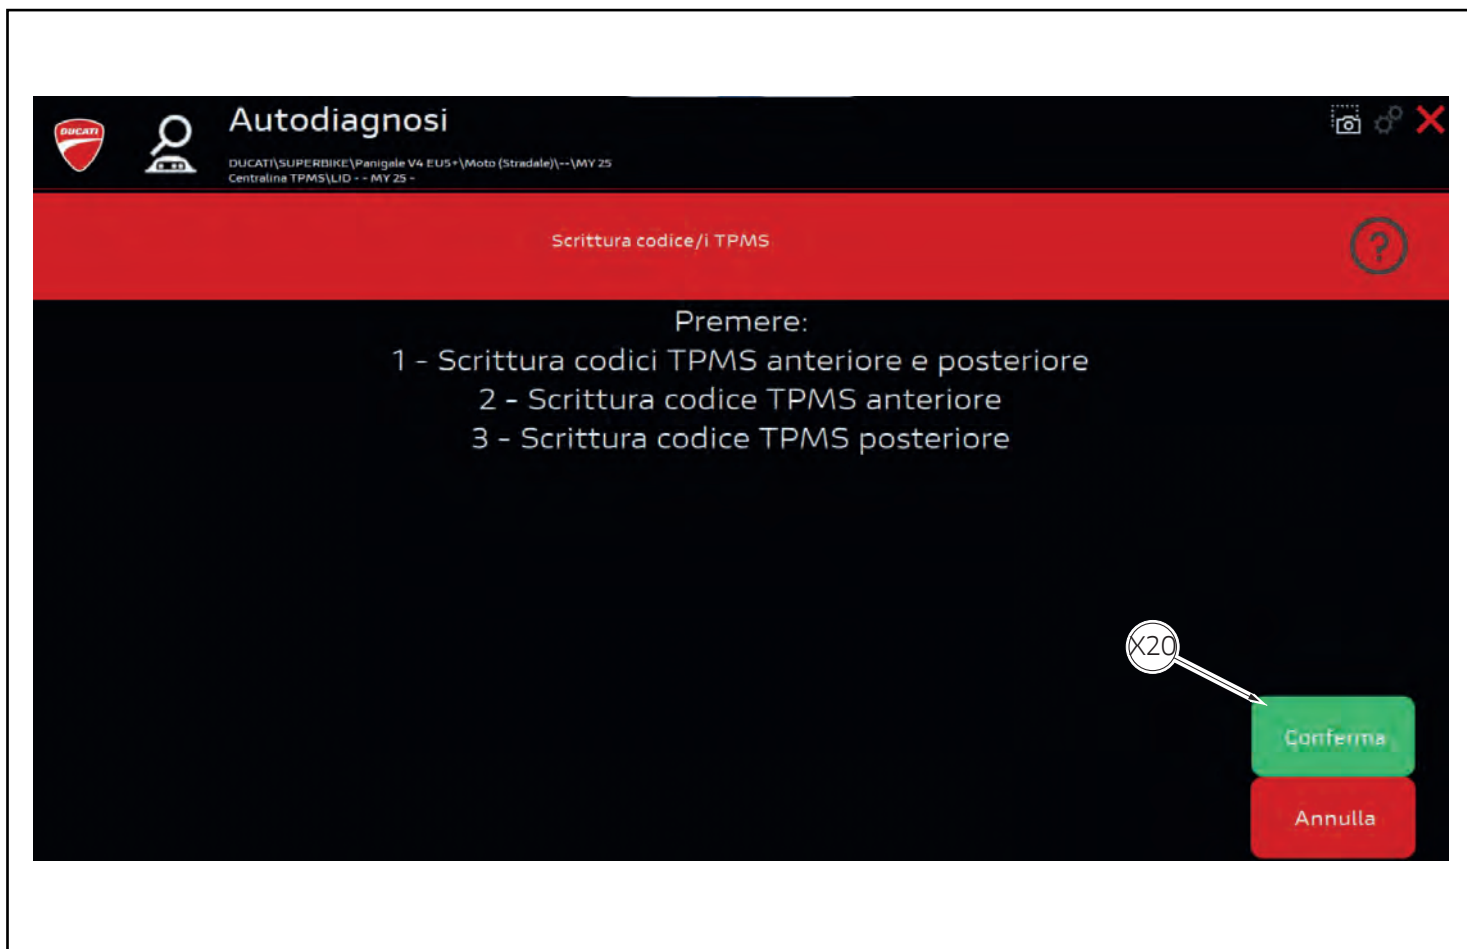 DUCATI
Autodiagnosi
DUCATI\SUPERBIKE\Panigale V4 EU5+\Moto (Stradale)\--\MY 25
Centralina TPMS\LID - - MY 25 -
Scrittura codice/i TPMS
?
Premere:
1 - Scrittura codici TPMS anteriore e posteriore
2 - Scrittura codice TPMS anteriore
3 - Scrittura codice TPMS posteriore
X20
Conferma
Annulla